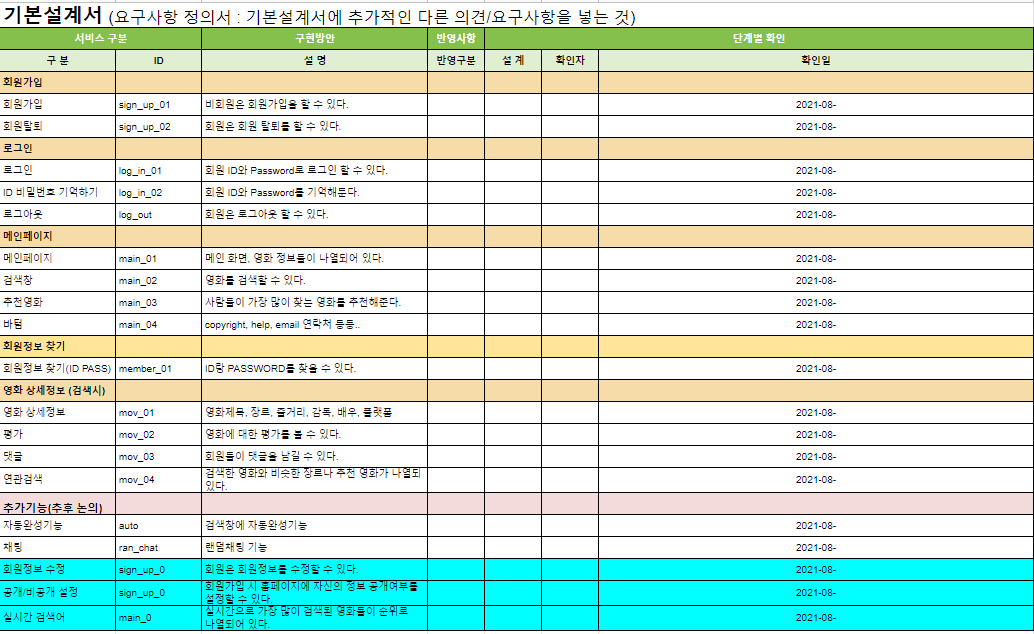 기본설계서 (요구사항 정의서 : 기본설계서에 추가적인 다른 의견/요구사항을 넣는 것)
서비스 구분 구현방안 반영사항 단계별 확인
구 분 ID 설 명 반영구분 설 계 확인자 확인일
회원가입
회원가입 sign_up_01 비회원은 회원가입을 할 수 있다. 2021-08-
회원탈퇴 sign_up_02 회원은 회원 탈퇴를 할 수 있다. 2021-08-
로그인
로그인 log_in_01 회원 ID와 Password로 로그인 할 수 있다. 2021-08-
ID 비밀번호 기억하기 log_in_02 회원 ID와 Password를 기억해둔다. 2021-08-
로그아웃 log_out 회원은 로그아웃 할 수 있다. 2021-08-
메인페이지
메인페이지 main_01 메인 화면, 영화 정보들이 나열되어 있다. 2021-08-
검색창 main_02 영화를 검색할 수 있다. 2021-08-
추천영화 main_03 사람들이 가장 많이 찾는 영화를 추천해준다. 2021-08-
바텀 main_04 copyright, help, email 연락처 등등.. 2021-08-
회원정보 찾기
회원정보 찾기(ID PASS) member_01 ID랑 PASSWORD를 찾을 수 있다. 2021-08-
영화 상세정보 (검색시)
영화 상세정보 mov_01 영화제목, 장르, 줄거리, 감독, 배우, 플랫폼 2021-08-
평가 mov_02 영화에 대한 평가를 볼 수 있다. 2021-08-
댓글 mov_03 회원들이 댓글을 남길 수 있다. 2021-08-
연관검색 mov_04 검색한 영화와 비슷한 장르나 추천 영화가 나열되
있다. 2021-08-
추가기능(추후 논의)
자동완성기능 auto 검색창에 자동완성기능 2021-08-
채팅 ran_chat 랜덤채팅 기능 2021-08-
회원정보 수정 sign_up_0 회원은 회원정보를 수정할 수 있다. 2021-08-
공개/비공개 설정 sign_up_0 회원가입 시 홈페이지에 자신의 정보 공개여부를
설정할 수 있다. 2021-08-
실시간 검색어 main_0 실시간으로 가장 많이 검색된 영화들이 순위로
나열되어 있다. 2021-08-